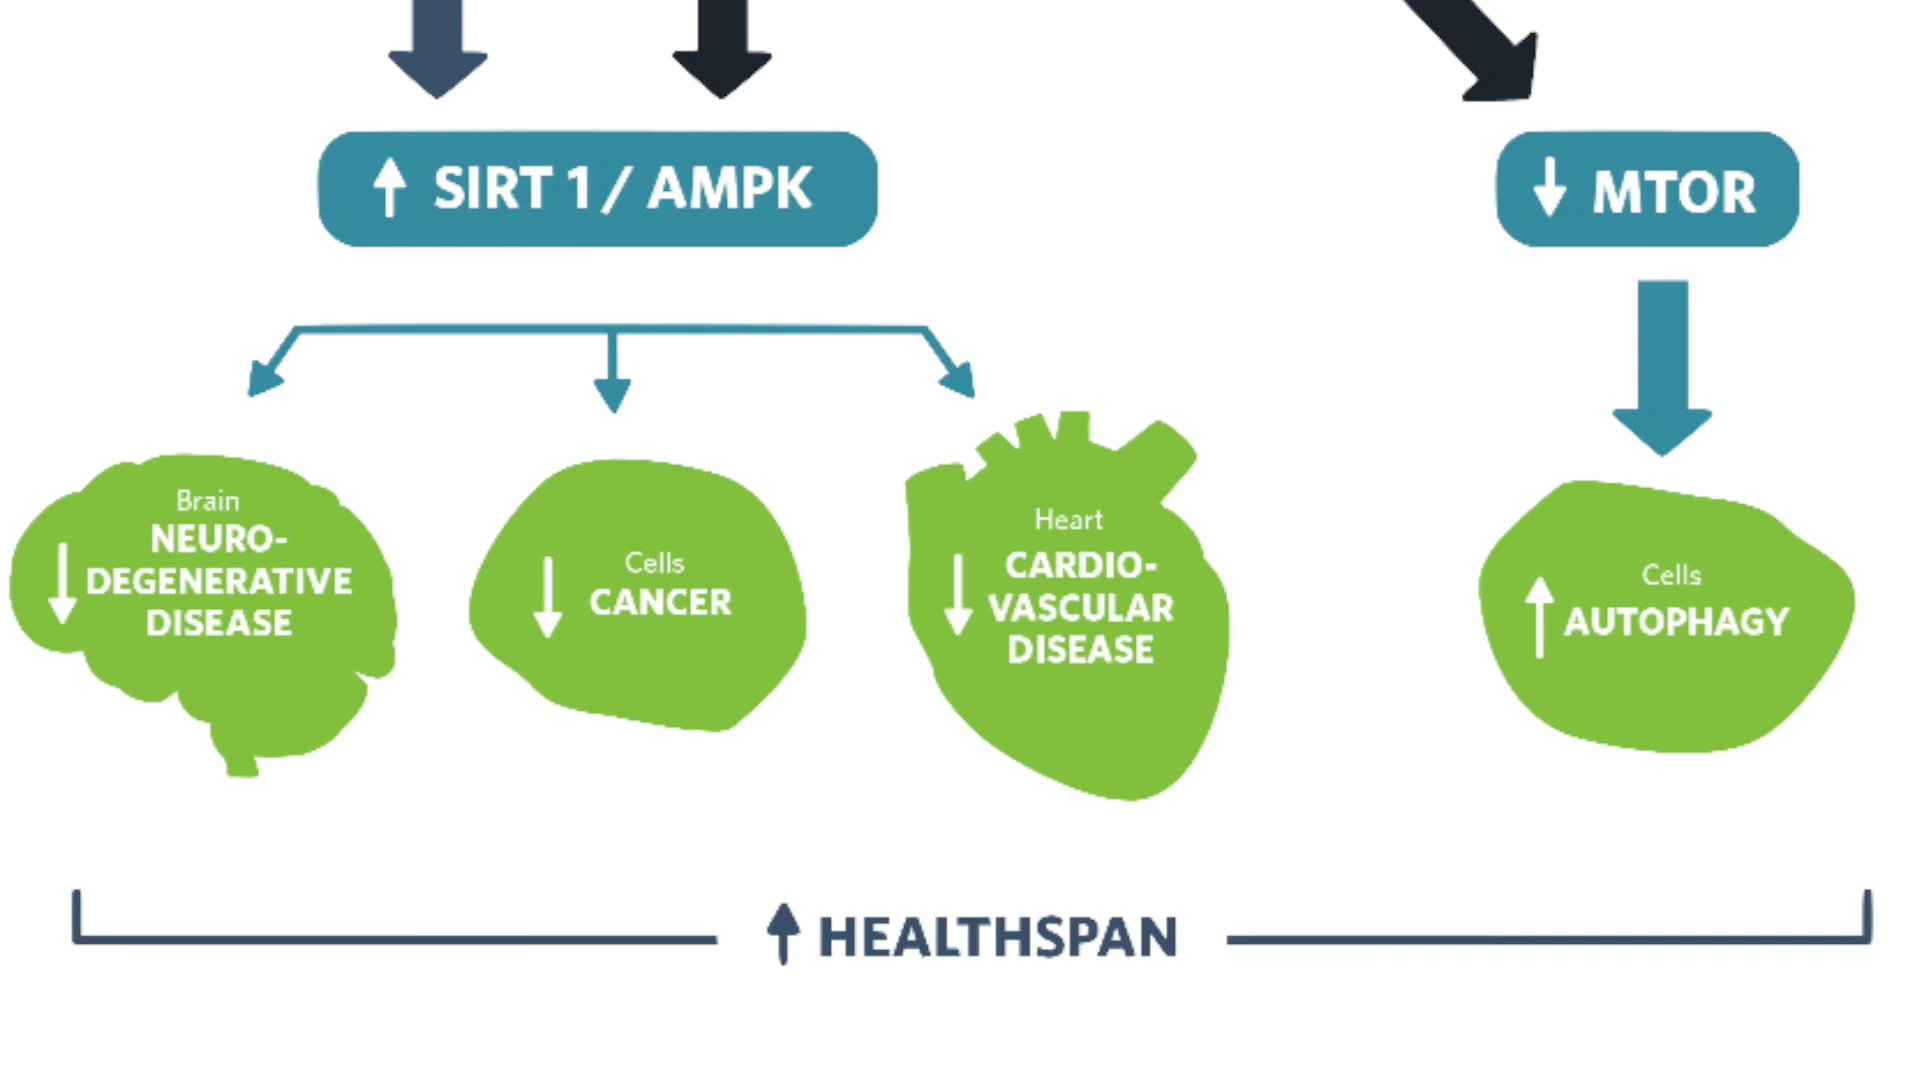 ↑ SIRT 1 / AMPK
↓ MTOR
Brain
↓ NEURO-
DEGENERATIVE
DISEASE
Cells
↓ CANCER
Heart
↓ CARDIO-
VASCULAR
DISEASE
Cells
↑ AUTOPHAGY
↑ HEALTHSPAN